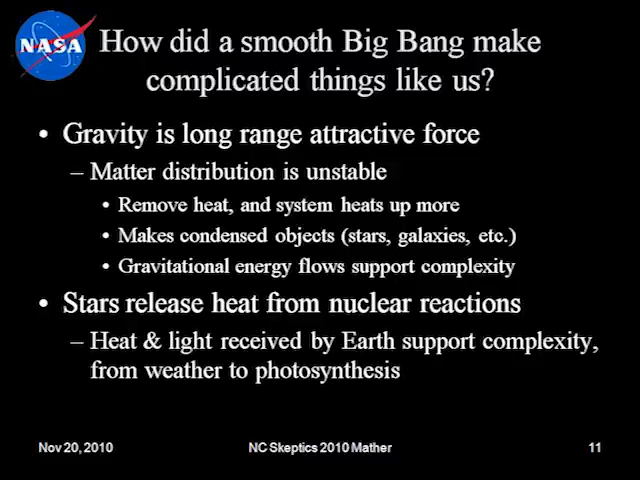 NASA
How did a smooth Big Bang make
complicated things like us?
• Gravity is long range attractive force
– Matter distribution is unstable
• Remove heat, and system heats up more
• Makes condensed objects (stars, galaxies, etc.)
• Gravitational energy flows support complexity
• Stars release heat from nuclear reactions
– Heat & light received by Earth support complexity,
from weather to photosynthesis
Nov 20, 2010
NC Skeptics 2010 Mather
11